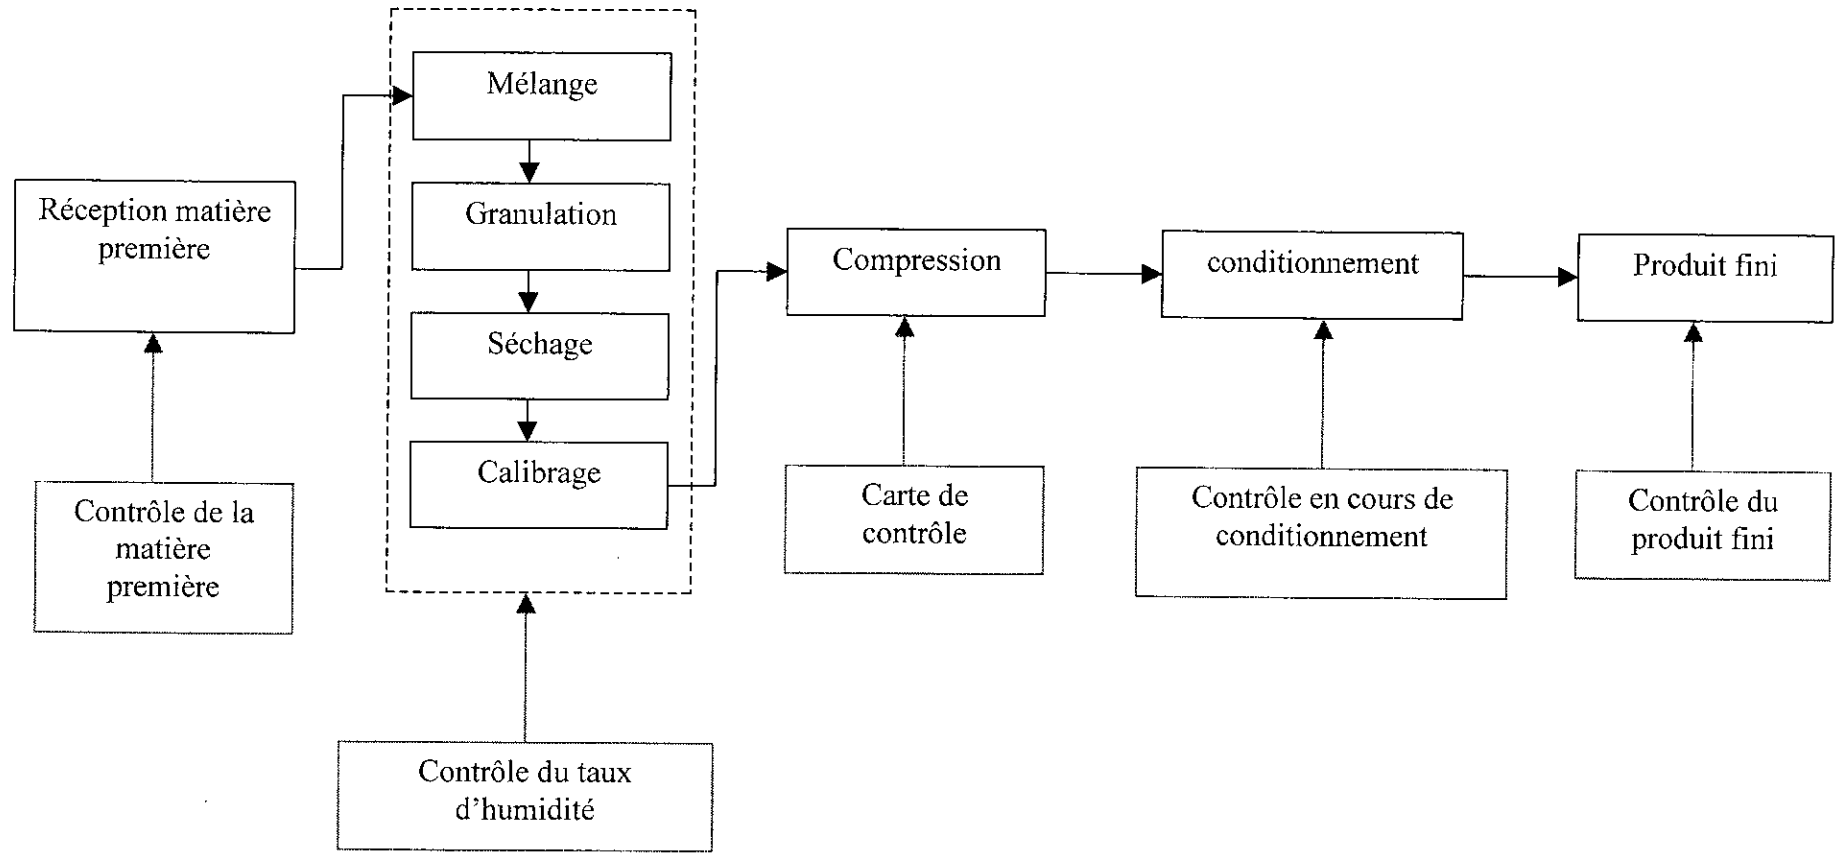 Mélange
Granulation
Séchage
Calibrage
Réception matière
première
Compression
conditionnement
Produit fini
Contrôle de la
matière
première
Carte de
contrôle
Contrôle en cours de
conditionnement
Contrôle du
produit fini
Contrôle du taux
d'humidité